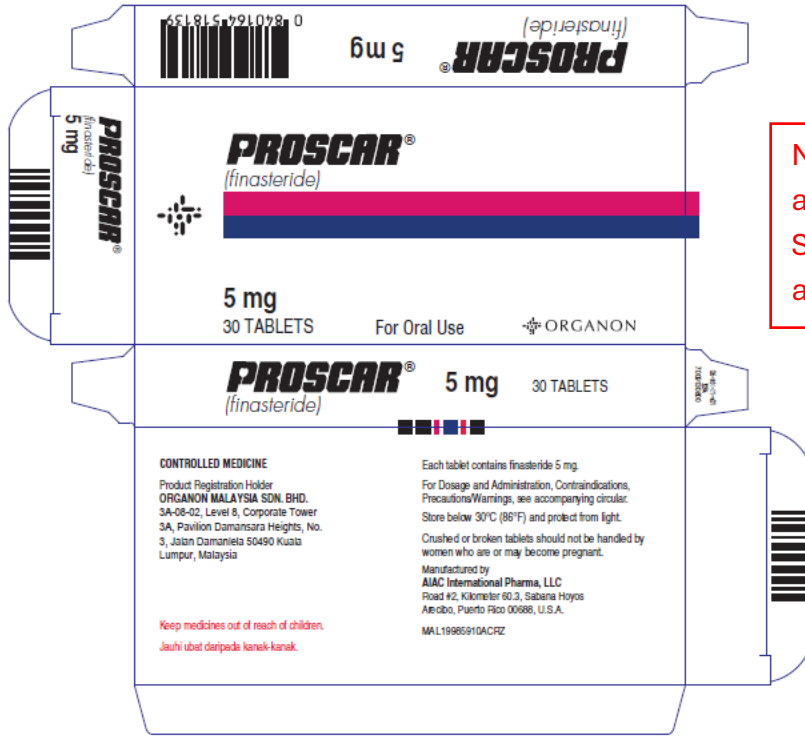 0 840164 518139
5 mg
PROSCAR®
(finasteride)
PROSCAR®
(finasteride)
5 mg
PROSCAR®
(finasteride)
5 mg
30 TABLETS
For Oral Use
ORGANON
PROSCAR®
(finasteride)
5 mg
30 TABLETS
CONTROLLED MEDICINE
Product Registration Holder
ORGANON MALAYSIA SDN. BHD.
3A-08-02, Level 8, Corporate Tower
3A, Pavilion Damansara Heights, No.
3, Jalan Damanlela 50490 Kuala
Lumpur, Malaysia
Keep medicines out of reach of children.
Jauhi ubat daripada kanak-kanak.
Each tablet contains finasteride 5 mg.
For Dosage and Administration, Contraindications,
Precautions/Warnings, see accompanying circular.
Store below 30°C (86°F) and protect from light.
Crushed or broken tablets should not be handled by
women who are or may become pregnant.
Manufactured by
AIAC International Pharma, LLC
Road #2, Kilometer 60.3, Sabana Hoyos
Arecibo, Puerto Rico 00688, U.S.A.
MAL19985910ACRZ